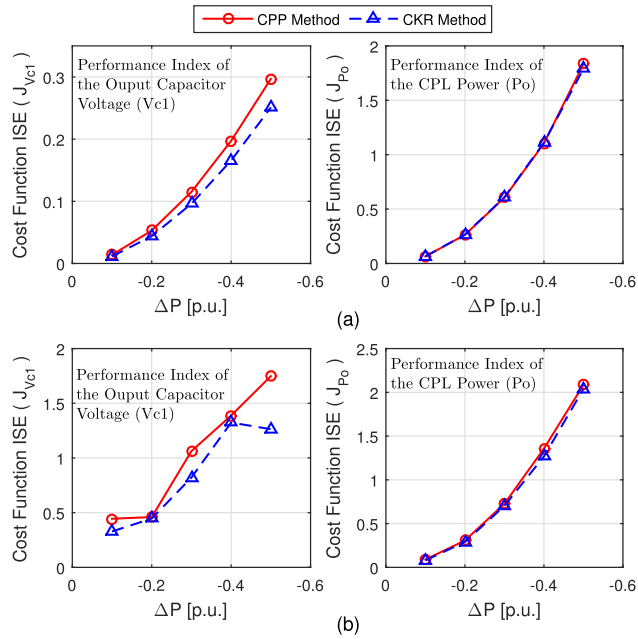 CPP Method CKR Method
Performance Index of
the Ouput Capacitor
Voltage (Vc1)
Cost Function ISE ( J_Vc1 )
0.3
0.2
0.1
0
0 -0.2 -0.4 -0.6
ΔP [p.u.]
Performance Index of
the CPL Power (Po)
Cost Function ISE ( J_Po )
2
1.5
1
0.5
0
0 -0.2 -0.4 -0.6
ΔP [p.u.]
(a)
Performance Index of
the Ouput Capacitor
Voltage (Vc1)
Cost Function ISE ( J_Vc1 )
2
1.5
1
0.5
0
0 -0.2 -0.4 -0.6
ΔP [p.u.]
Performance Index of
the CPL Power (Po)
Cost Function ISE ( J_Po )
2.5
2
1.5
1
0.5
0
0 -0.2 -0.4 -0.6
ΔP [p.u.]
(b)